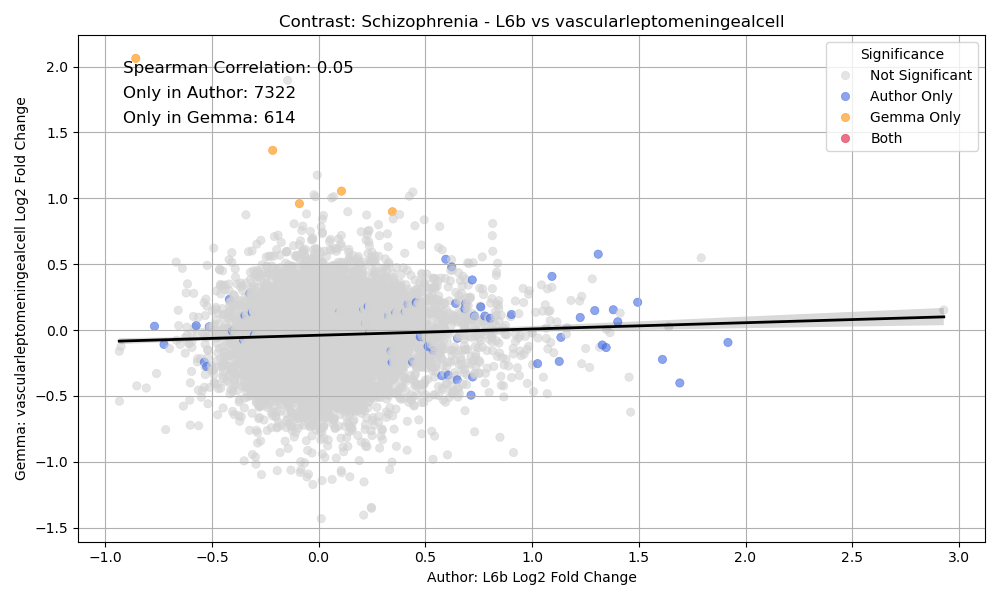 Contrast: Schizophrenia - L6b vs vascularleptomeningealcell
Spearman Correlation: 0.05
Only in Author: 7322
Only in Gemma: 614
Significance
Not Significant
Author Only
Gemma Only
Both
Gemma: vascularleptomeningealcell Log2 Fold Change
2.0
1.5
1.0
0.5
0.0
−0.5
−1.0
−1.5
−1.0 −0.5 0.0 0.5 1.0 1.5 2.0 2.5 3.0
Author: L6b Log2 Fold Change